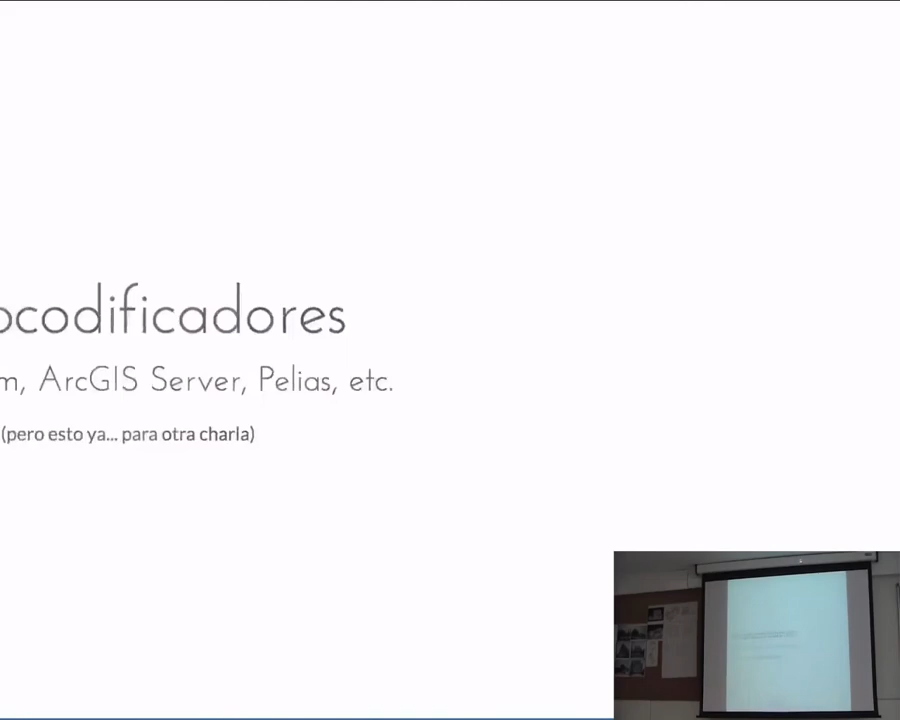 ocodificadores
m, ArcGIS Server, Pelias, etc.
(pero esto ya... para otra charla)